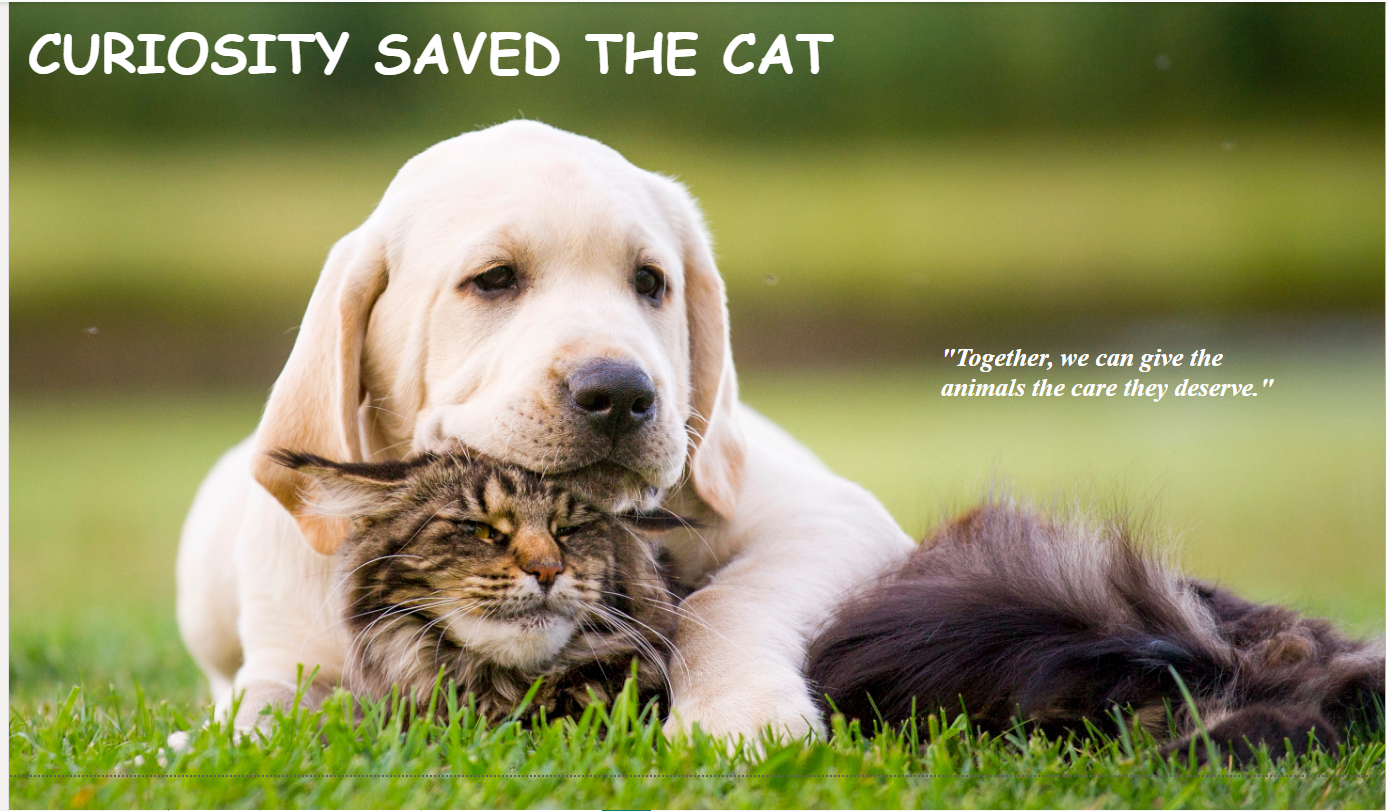 CURIOSITY SAVED THE CAT
"Together, we can give the
animals the care they deserve."